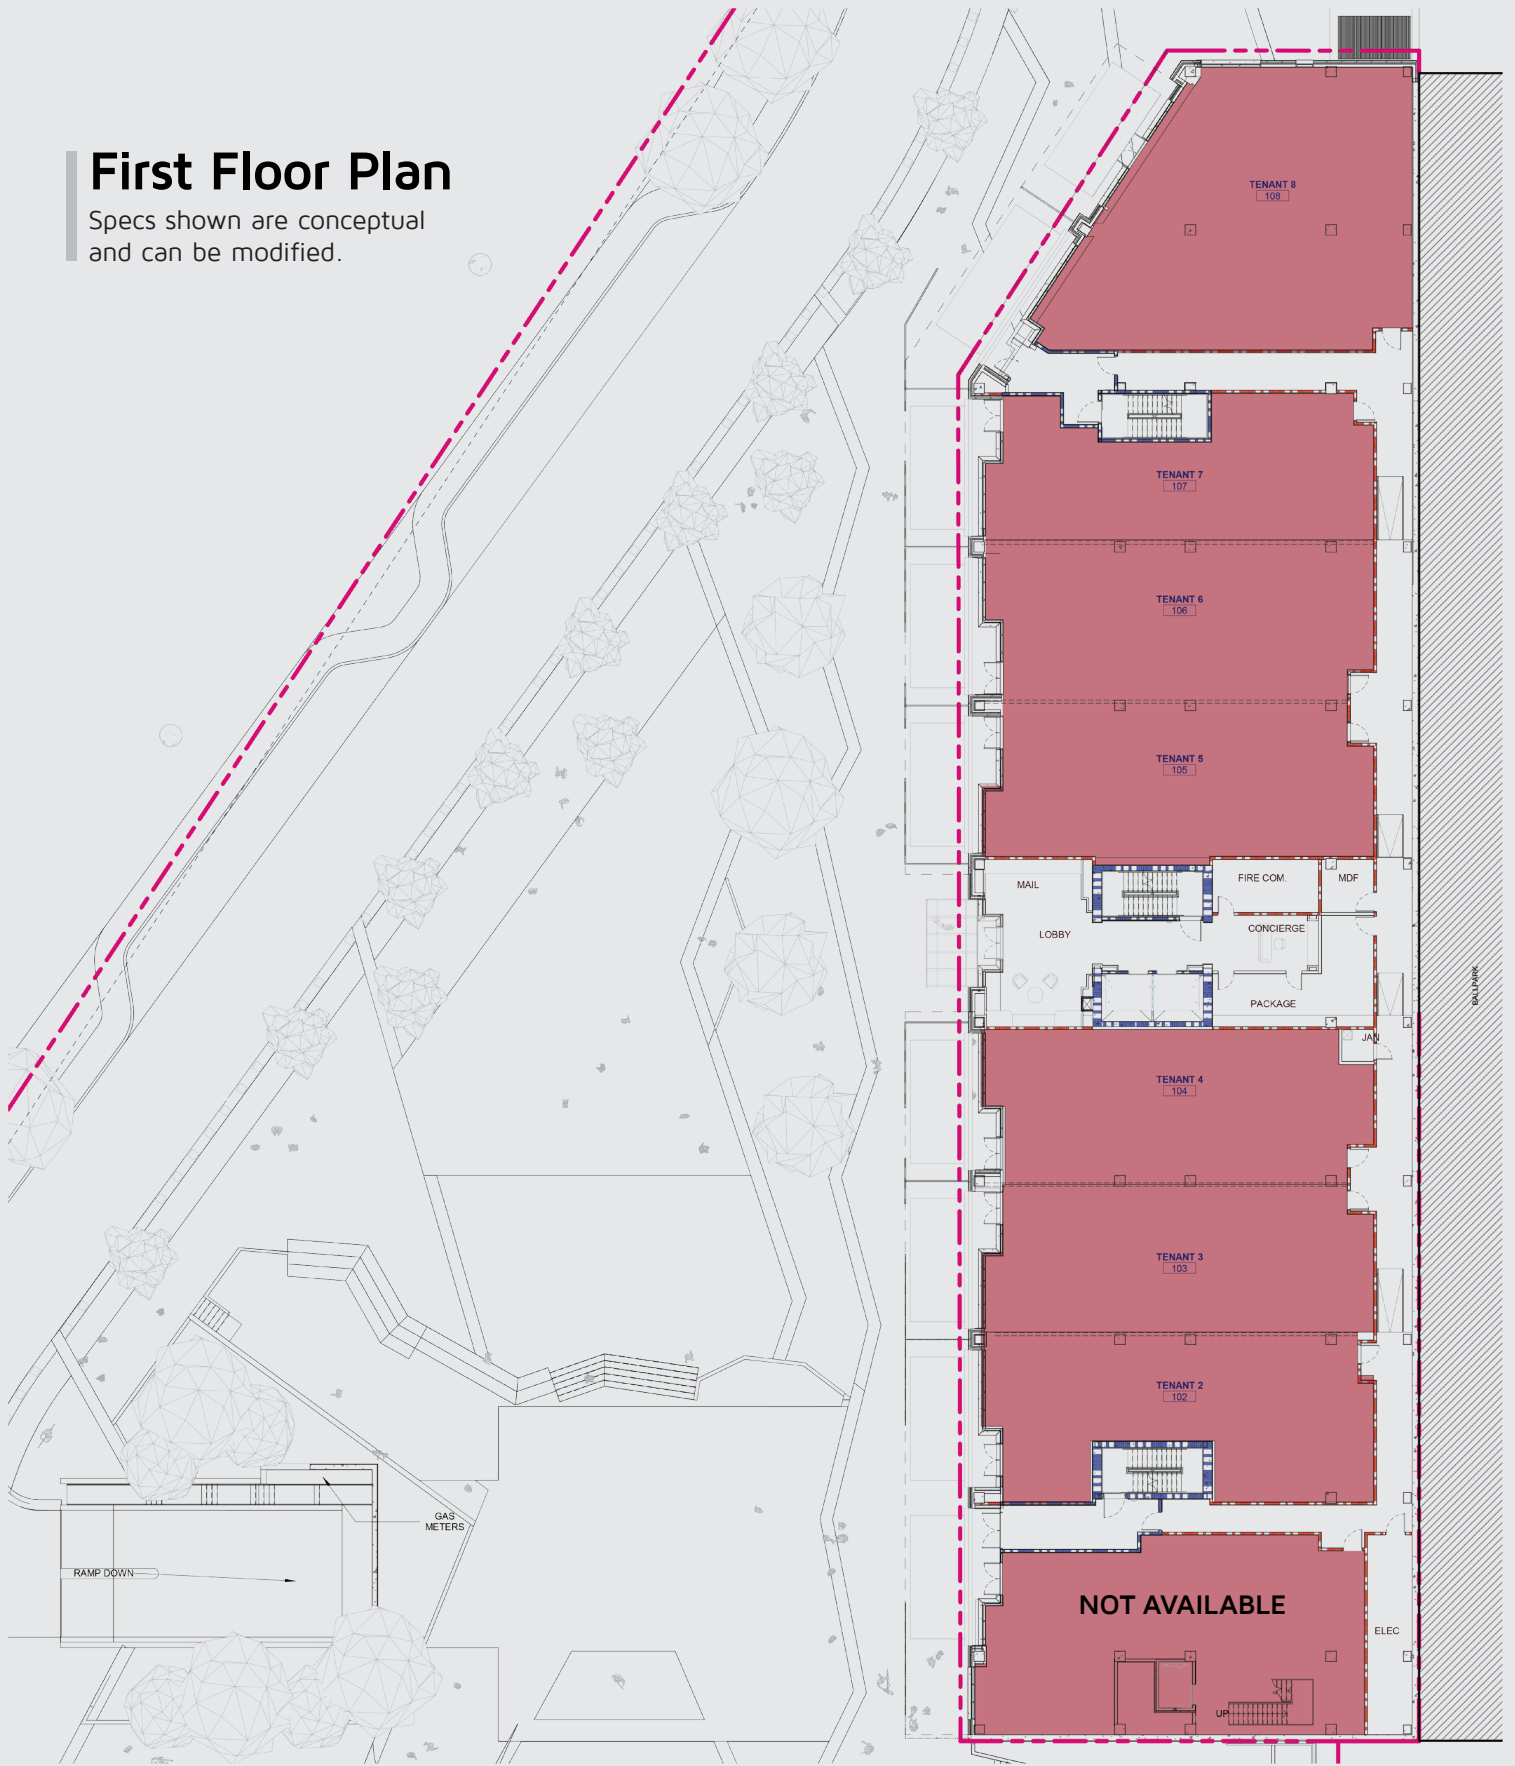 First Floor Plan
Specs shown are conceptual
and can be modified.
TENANT 8
108
TENANT 7
107
TENANT 6
106
TENANT 5
105
MAIL
FIRE COM.
MDF
LOBBY
CONCIERGE
PACKAGE
BALLPARK
JAN
TENANT 4
104
TENANT 3
103
TENANT 2
102
GAS
METERS
RAMP DOWN
NOT AVAILABLE
ELEC
UP